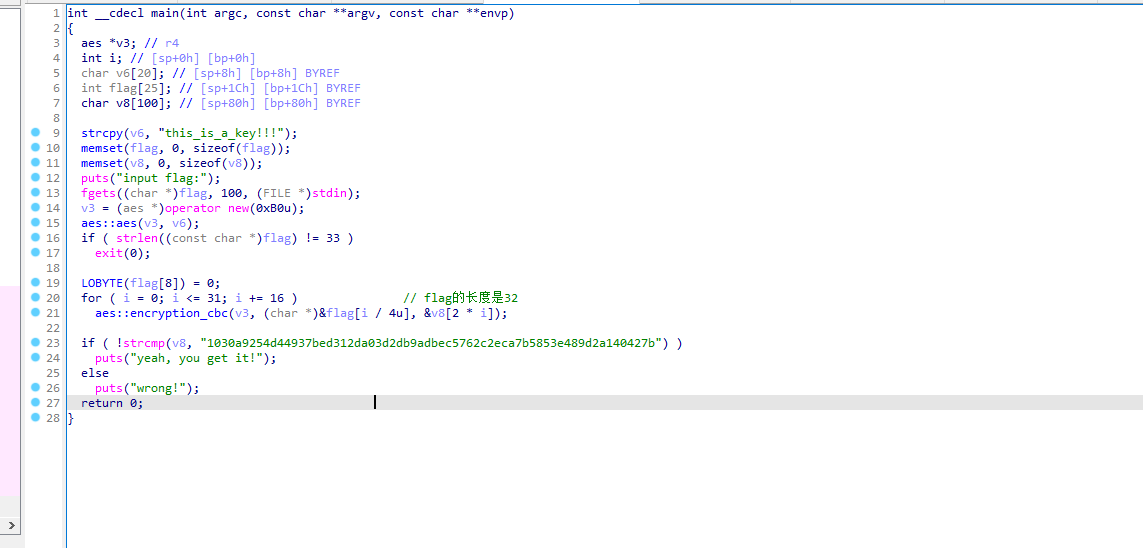 1 int __cdecl main(int argc, const char **argv, const char **envp)
2 {
3 aes *v3; // r4
4 int i; // [sp+0h] [bp+0h]
5 char v6[20]; // [sp+8h] [bp+8h] BYREF
6 int flag[25]; // [sp+1Ch] [bp+1Ch] BYREF
7 char v8[100]; // [sp+80h] [bp+80h] BYREF
8
9 strcpy(v6, "this_is_a_key!!!");
10 memset(flag, 0, sizeof(flag));
11 memset(v8, 0, sizeof(v8));
12 puts("input flag:");
13 fgets((char *)flag, 100, (FILE *)stdin);
14 v3 = (aes *)operator new(0xB0u);
15 aes::aes(v3, v6);
16 if ( strlen((const char *)flag) != 33 )
17 exit(0);
18
19 LOBYTE(flag[8]) = 0;
20 for ( i = 0; i <= 31; i += 16 ) // flag的长度是32
21 aes::encryption_cbc(v3, (char *)&flag[i / 4u], &v8[2 * i]);
22
23 if ( !strcmp(v8, "1030a9254d44937bed312da03d2db9adbec5762c2eca7b5853e489d2a140427b") )
24 puts("yeah, you get it!");
25 else
26 puts("wrong!");
27 return 0;
28 }